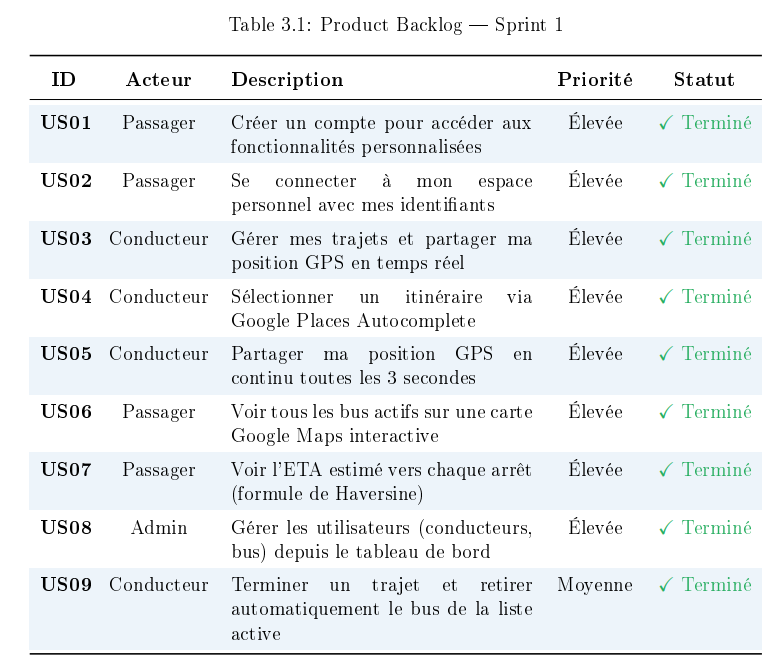 Table 3.1: Product Backlog — Sprint 1
ID Acteur Description Priorité Statut
US01 Passager Créer un compte pour accéder aux Élevée ✓ Terminé
fonctionnalités personnalisées
US02 Passager Se connecter à mon espace Élevée ✓ Terminé
personnel avec mes identifiants
US03 Conducteur Gérer mes trajets et partager ma Élevée ✓ Terminé
position GPS en temps réel
US04 Conducteur Sélectionner un itinéraire via Élevée ✓ Terminé
Google Places Autocomplete
US05 Conducteur Partager ma position GPS en Élevée ✓ Terminé
continu toutes les 3 secondes
US06 Passager Voir tous les bus actifs sur une carte Élevée ✓ Terminé
Google Maps interactive
US07 Passager Voir l'ETA estimé vers chaque arrêt Élevée ✓ Terminé
(formule de Haversine)
US08 Admin Gérer les utilisateurs (conducteurs, Élevée ✓ Terminé
bus) depuis le tableau de bord
US09 Conducteur Terminer un trajet et retirer Moyenne ✓ Terminé
automatiquement le bus de la liste
active